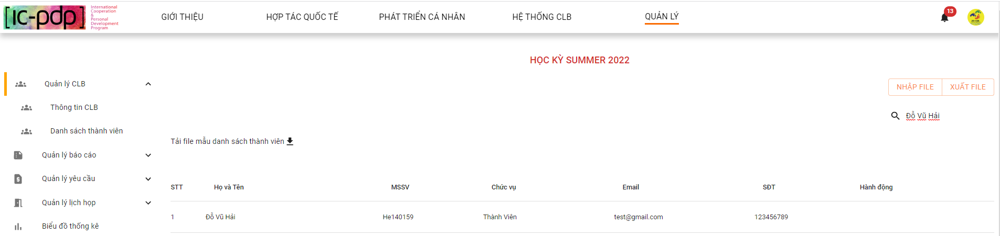 [ic-pdp]
International
Cooperation
&
Personal
Development
Program
GIỚI THIỆU HỢP TÁC QUỐC TẾ PHÁT TRIỂN CÁ NHÂN HỆ THỐNG CLB QUẢN LÝ 13
HỌC KỲ SUMMER 2022
Quản lý CLB
NHẬP FILE XUẤT FILE
Thông tin CLB
Đỗ Vũ Hải
Danh sách thành viên
Tải file mẫu danh sách thành viên
Quản lý báo cáo
Quản lý yêu cầu
STT Họ và Tên MSSV Chức vụ Email SĐT Hành động
Quản lý lịch họp
1 Đỗ Vũ Hải He140159 Thành Viên test@gmail.com 123456789
Biểu đồ thống kê